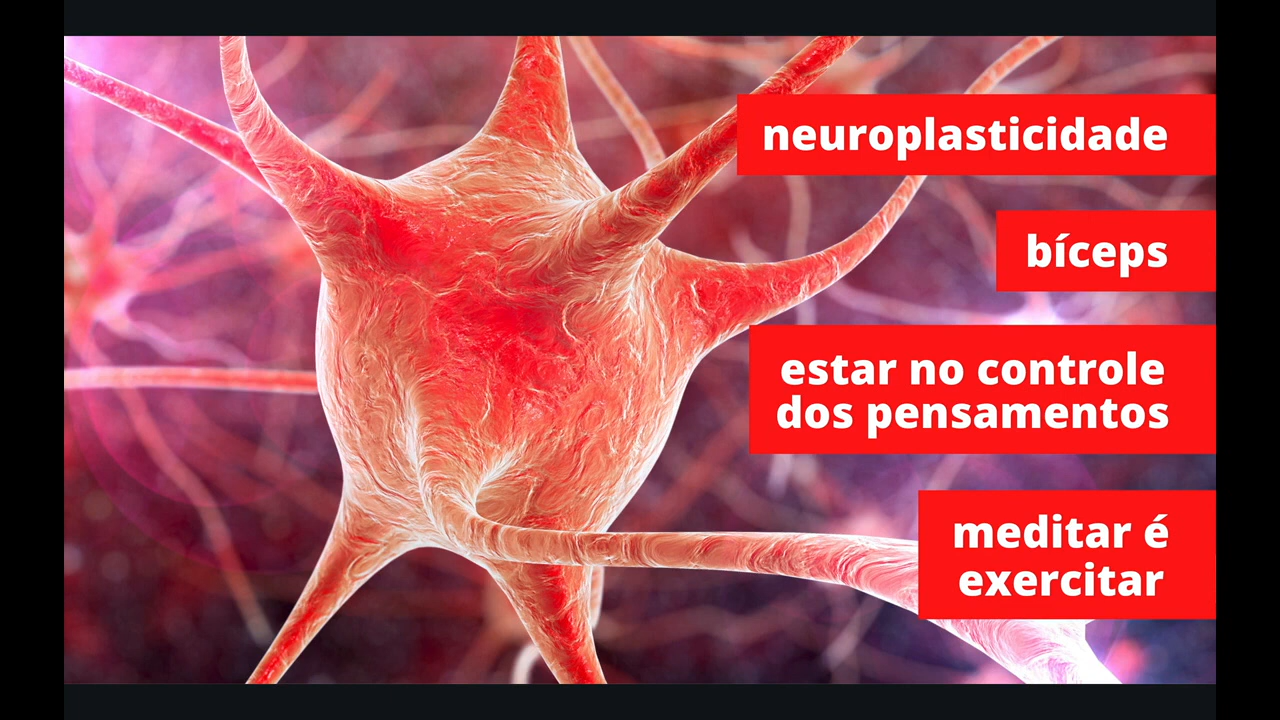 neuroplasticidade
bíceps
estar no controle
dos pensamentos
meditar é
exercitar